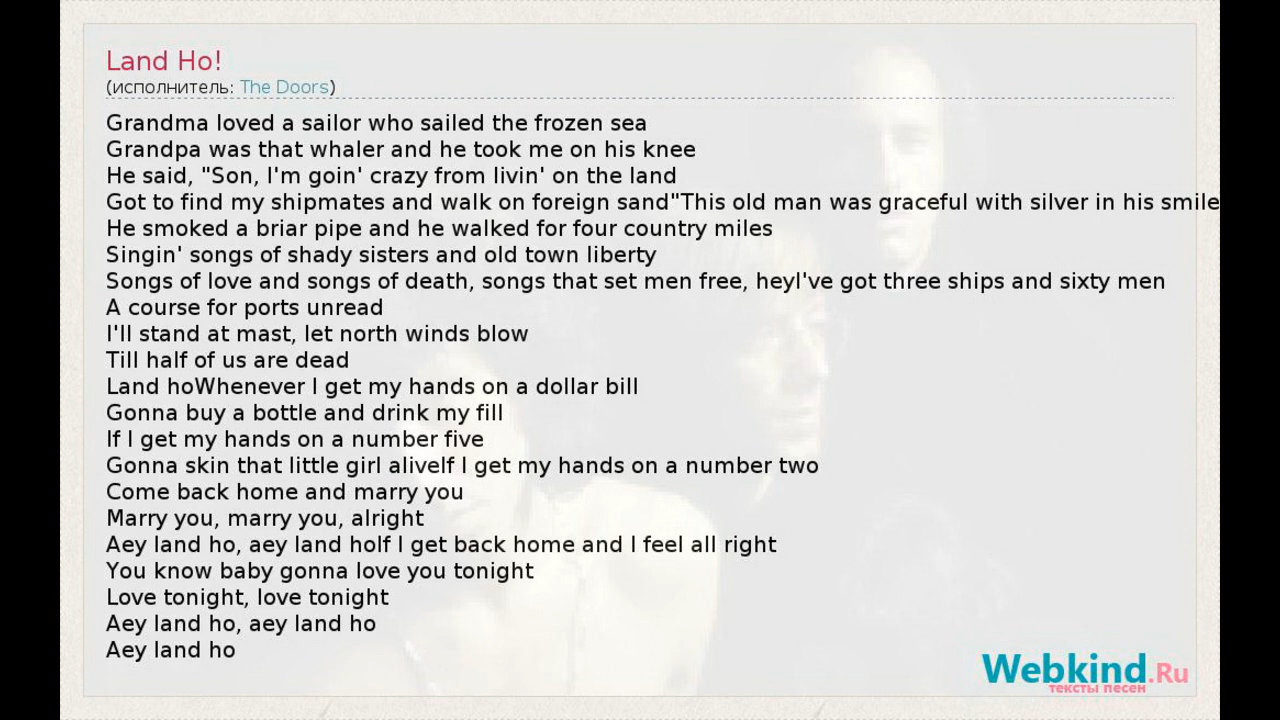 Land Ho!
(исполнитель: The Doors)
Grandma loved a sailor who sailed the frozen sea
Grandpa was that whaler and he took me on his knee
He said, "Son, I'm goin' crazy from livin' on the land
Got to find my shipmates and walk on foreign sand"This old man was graceful with silver in his smile
He smoked a briar pipe and he walked for four country miles
Singin' songs of shady sisters and old town liberty
Songs of love and songs of death, songs that set men free, heyI've got three ships and sixty men
A course for ports unread
I'll stand at mast, let north winds blow
Till half of us are dead
Land hoWhenever I get my hands on a dollar bill
Gonna buy a bottle and drink my fill
If I get my hands on a number five
Gonna skin that little girl aliveIf I get my hands on a number two
Come back home and marry you
Marry you, marry you, alright
Aey land ho, aey land hoIf I get back home and I feel all right
You know baby gonna love you tonight
Love tonight, love tonight
Aey land ho, aey land ho
Aey land ho
Webkind.Ru
тексты песен